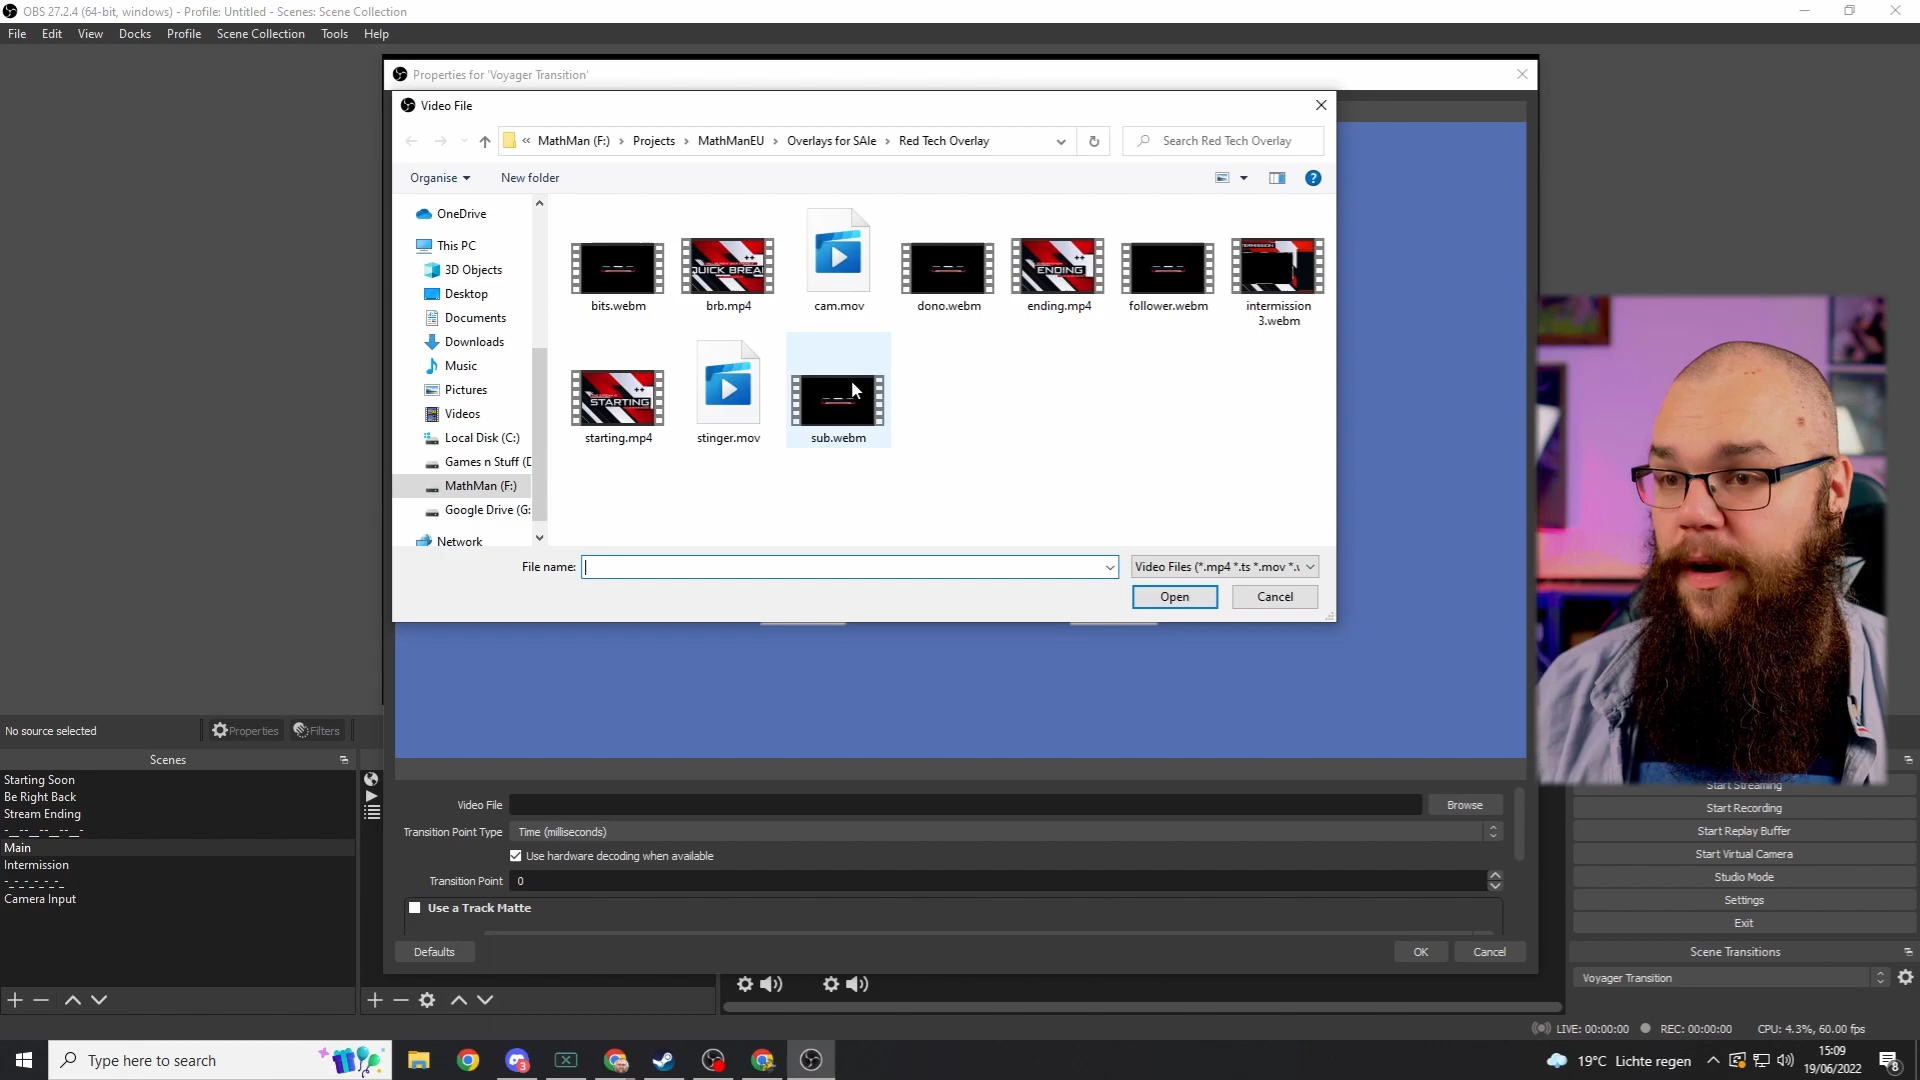 OBS 27.2.4 (64-bit, windows) - Profile: Untitled - Scenes: Scene Collection
File Edit View Docks Profile Scene Collection Tools Help
Properties for 'Voyager Transition'
Video File
« MathMan (F:) › Projects › MathManEU › Overlays for SAle › Red Tech Overlay
Search Red Tech Overlay
Organise
New folder
OneDrive
This PC
3D Objects
Desktop
Documents
Downloads
Music
Pictures
Videos
Local Disk (C:)
Games n Stuff (D
MathMan (F:)
Google Drive (G:
Network
QUICK BREA
ENDING
bits.webm
brb.mp4
cam.mov
dono.webm
ending.mp4
follower.webm
intermission
3.webm
STARTING
starting.mp4
stinger.mov
sub.webm
File name:
Video Files (*.mp4 *.ts *.mov *.
Open
Cancel
No source selected
Properties
Filters
Scenes
Starting Soon
Be Right Back
Stream Ending
-__--__--__--__-
Main
Intermission
-_-_-_-_-_-_
Camera Input
Video File
Browse
Transition Point Type
Time (milliseconds)
Use hardware decoding when available
Transition Point
0
Use a Track Matte
Defaults
OK
Cancel
Start Streaming
Start Recording
Start Replay Buffer
Start Virtual Camera
Studio Mode
Settings
Exit
Scene Transitions
Voyager Transition
LIVE: 00:00:00
REC: 00:00:00
CPU: 4.3%, 60.00 fps
Type here to search
3
19°C Lichte regen
15:09
19/06/2022
8